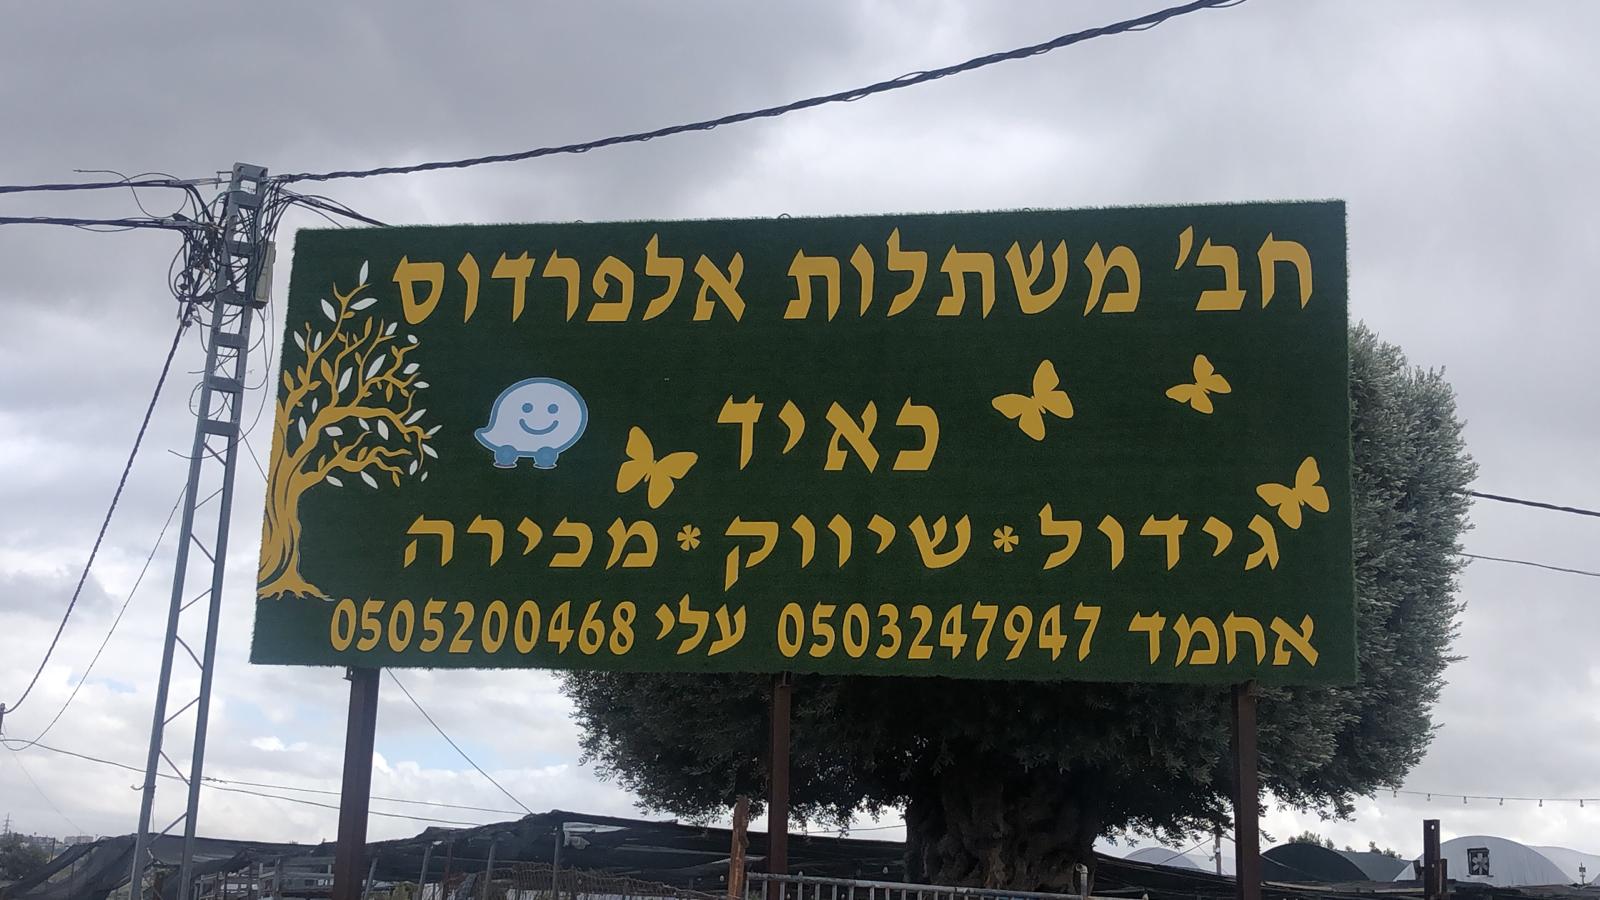 חב' משתלות אלפרדוס
כאיד
גידול * שיווק * מכירה
אחמד 0503247947 עלי 0505200468